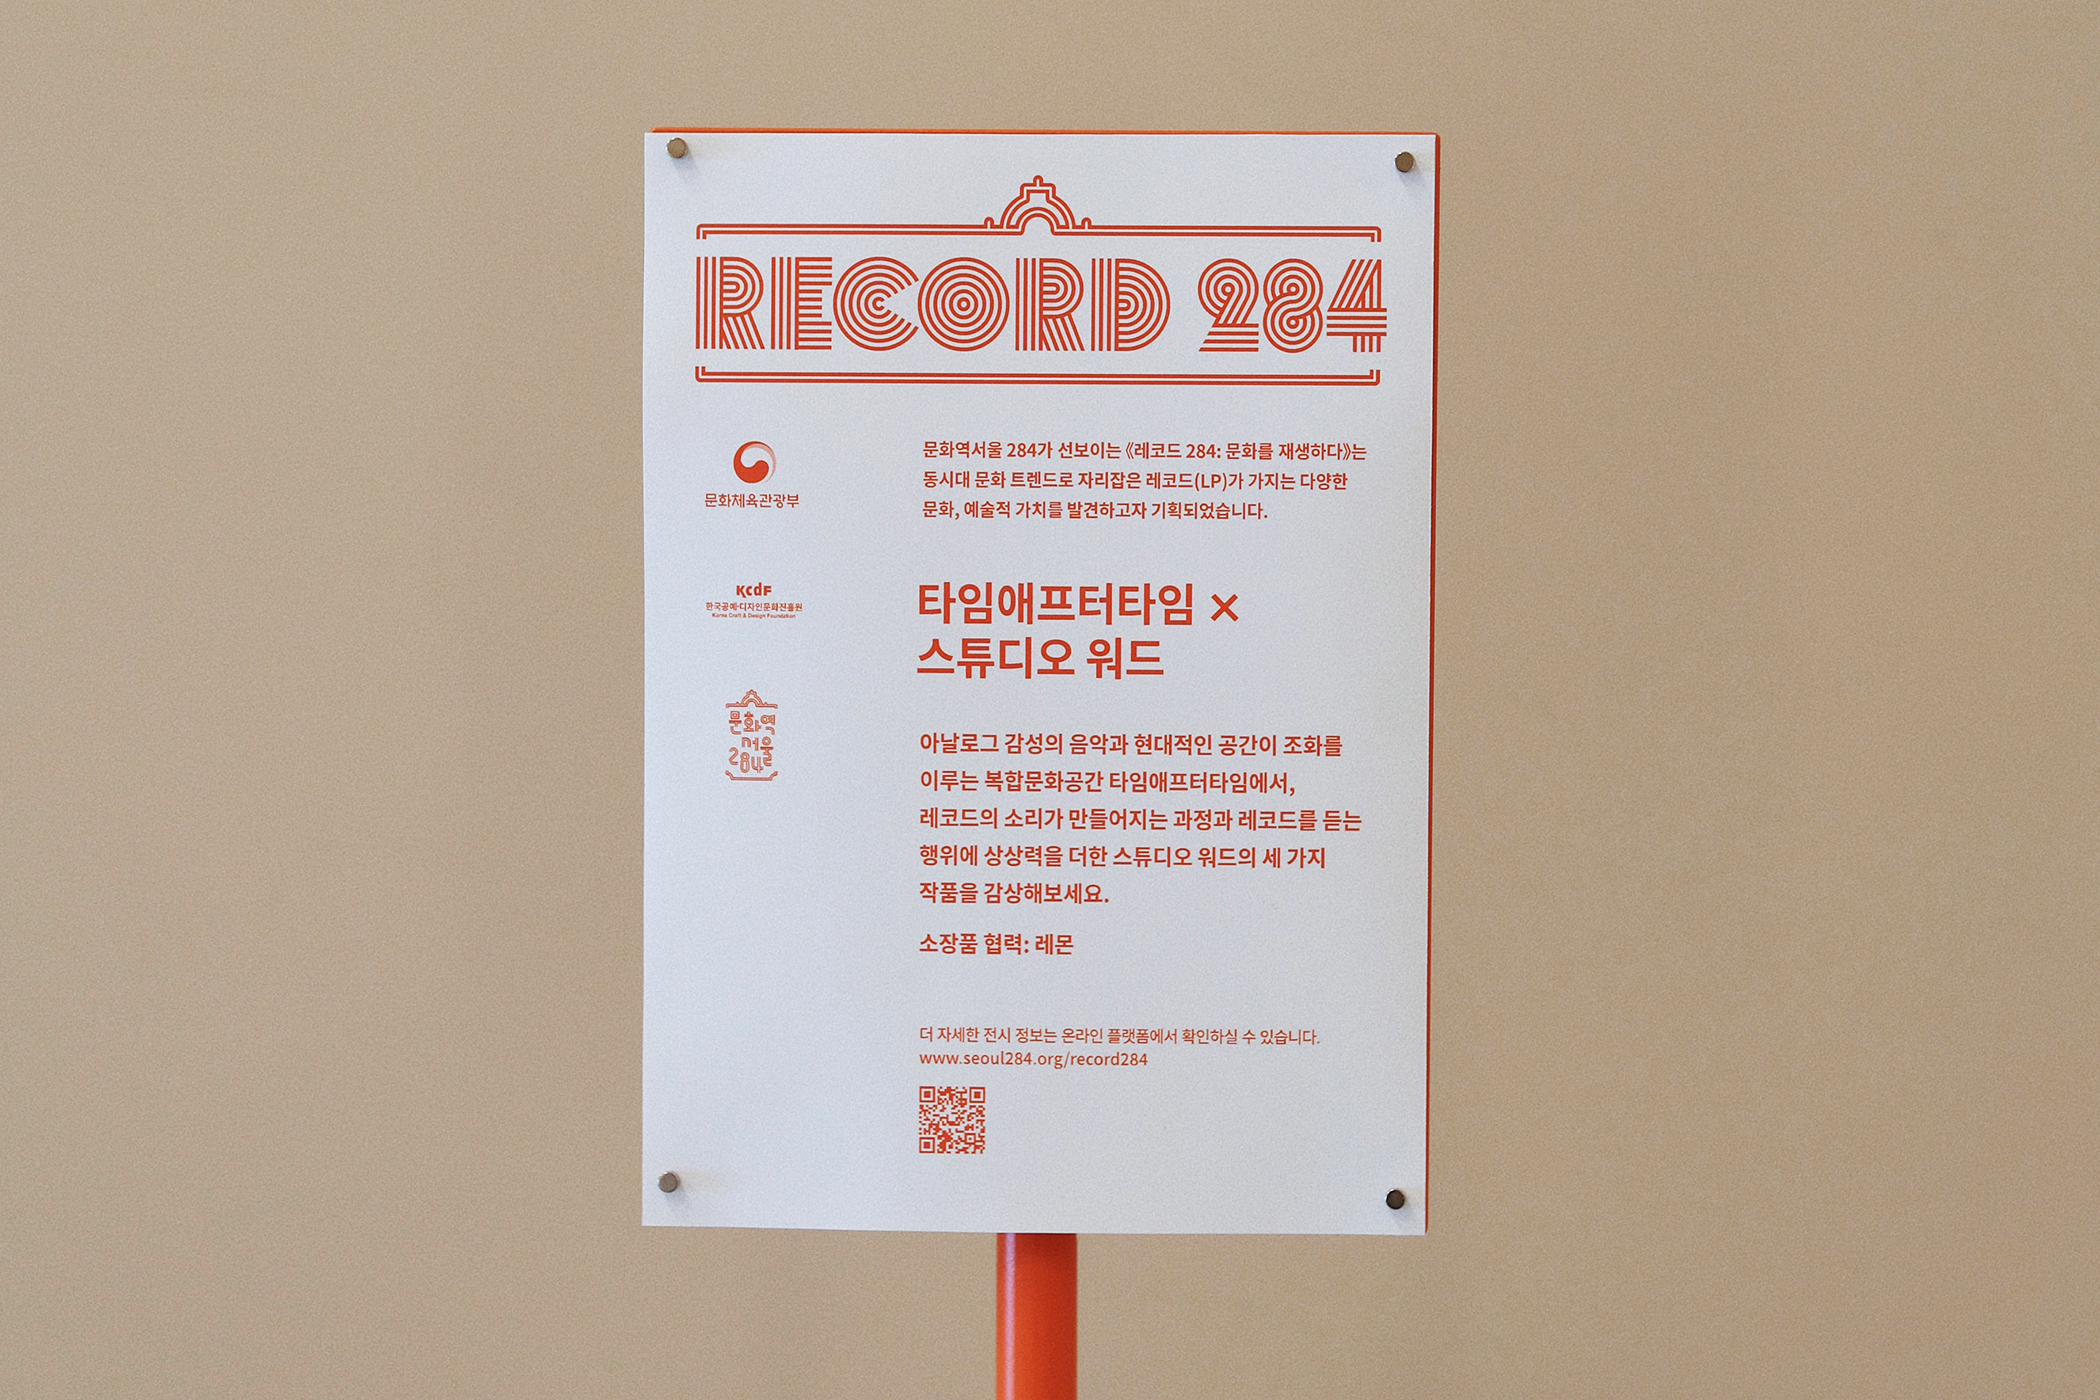 RECORD 284
문화체육관광부
KCDF
한국공예·디자인문화진흥원
Korea Craft & Design Foundation
문화역
서울
284
문화역서울 284가 선보이는 《레코드 284: 문화를 재생하다》는
동시대 문화 트렌드로 자리잡은 레코드(LP)가 가지는 다양한
문화, 예술적 가치를 발견하고자 기획되었습니다.
타임애프터타임 ×
스튜디오 워드
아날로그 감성의 음악과 현대적인 공간이 조화를
이루는 복합문화공간 타임애프터타임에서,
레코드의 소리가 만들어지는 과정과 레코드를 듣는
행위에 상상력을 더한 스튜디오 워드의 세 가지
작품을 감상해보세요.
소장품 협력: 레몬
더 자세한 전시 정보는 온라인 플랫폼에서 확인하실 수 있습니다.
www.seoul284.org/record284